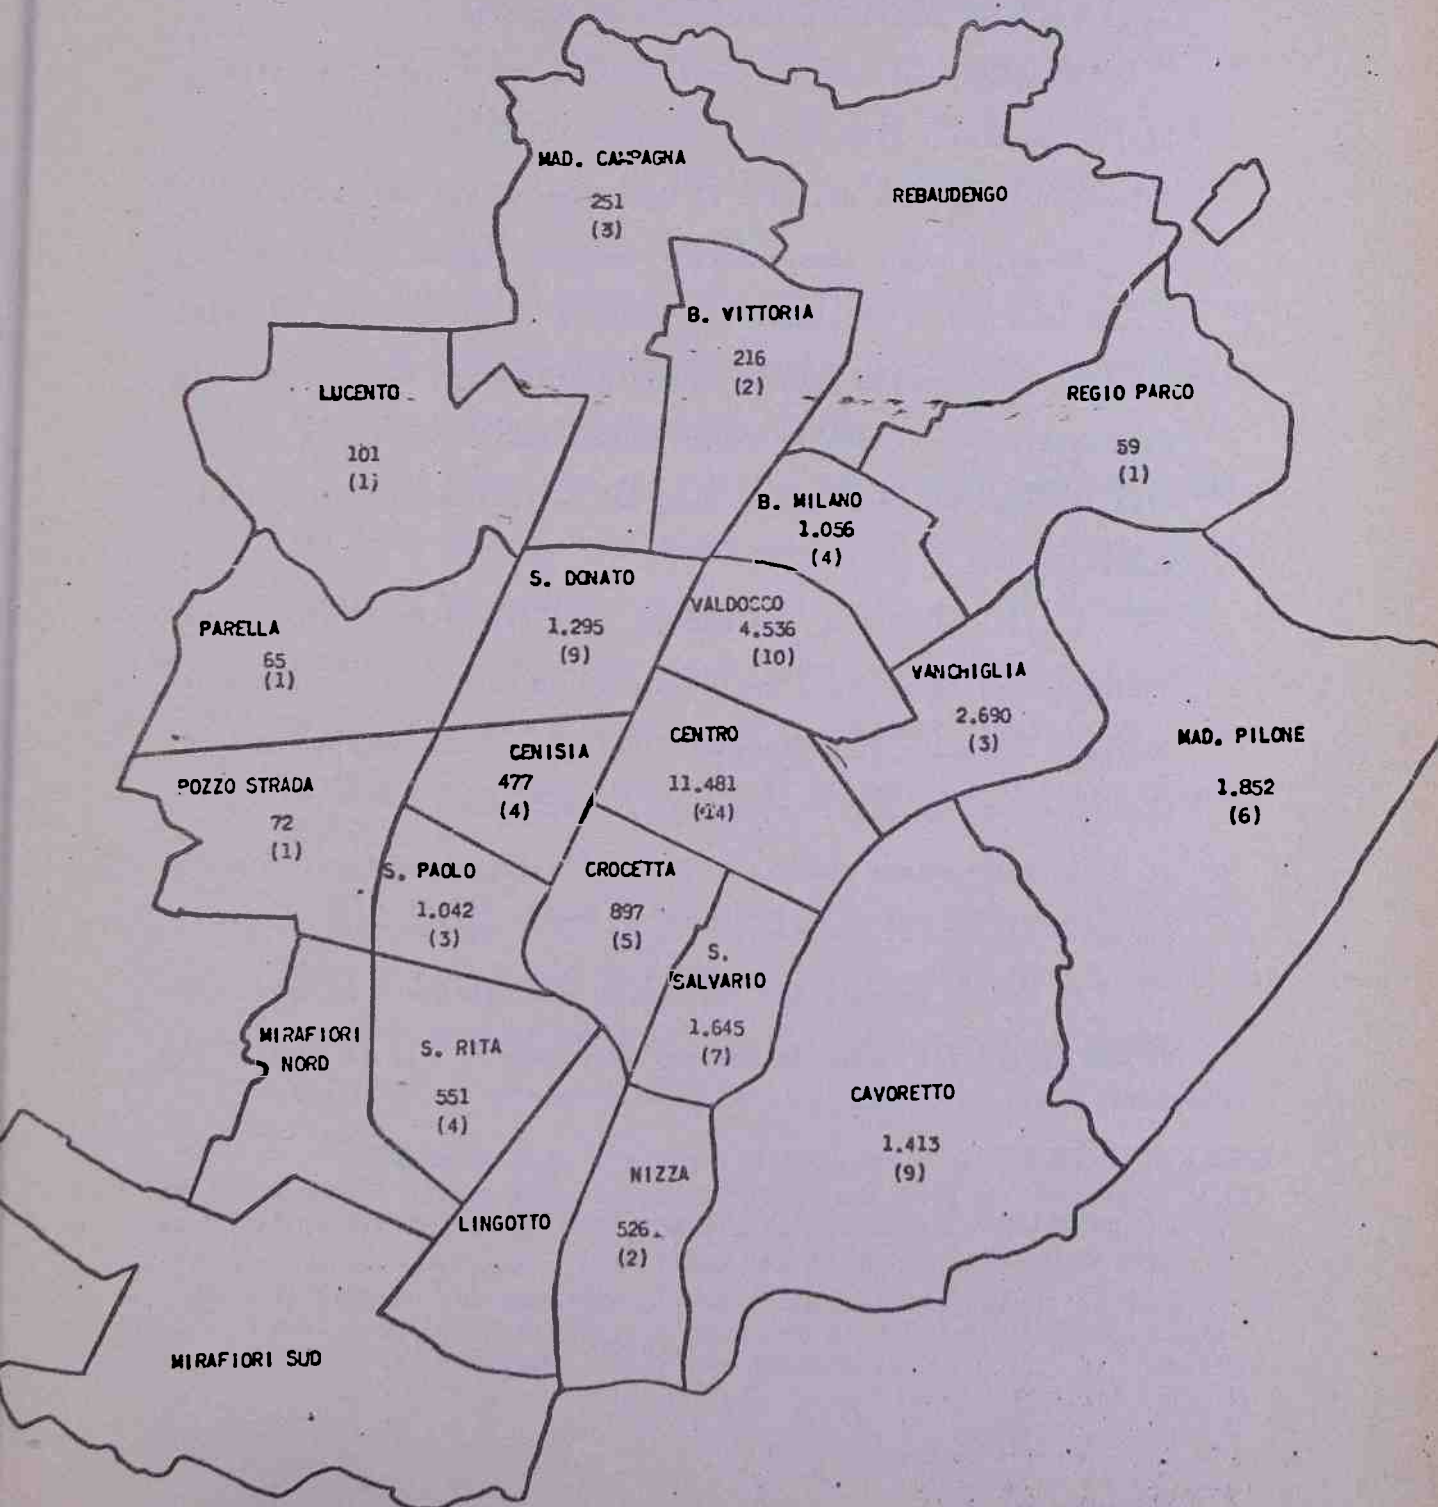 MAD. CAMPAGNA
251
(3)
REBAUDENGO
B. VITTORIA
216
(2)
LUCENTO
101
(1)
REGIO PARCO
59
(1)
B. MILANO
1.056
(4)
S. DONATO
1.295
(9)
VALDOCCO
4.536
(10)
PARELLA
65
(1)
VANCHIGLIA
2.690
(3)
CENTRO
11.481
(14)
MAD. PILONE
1.852
(6)
CENISIA
477
(4)
POZZO STRADA
72
(1)
S. PAOLO
1.042
(3)
CROCETTA
897
(5)
S.
SALVARIO
1.645
(7)
MIRAFIORI
NORD
S. RITA
551
(4)
CAVORETTO
1.413
(9)
NIZZA
526.
(2)
LINGOTTO
MIRAFIORI SUD